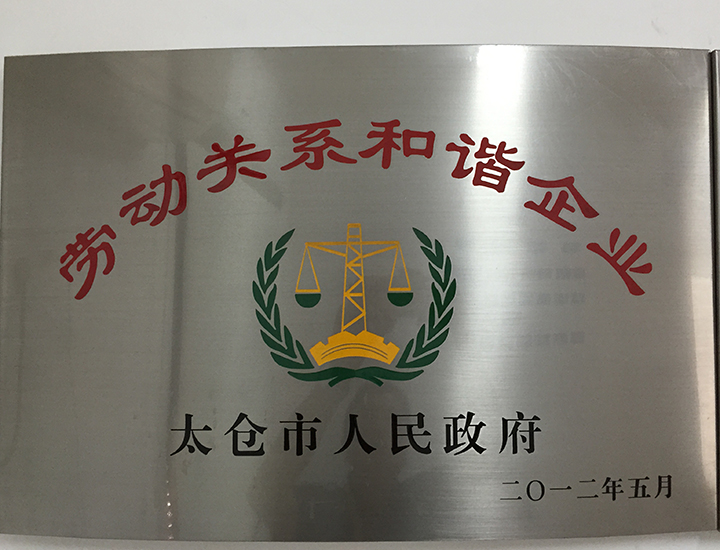 劳动关系和谐企业
太仓市人民政府
二〇一二年五月